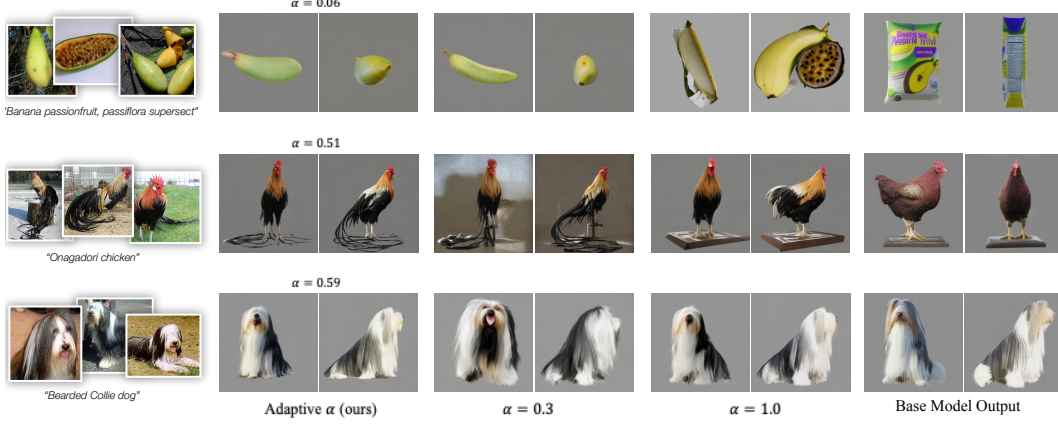 α = 0.06
'Banana passionfruit, passiflora supersect"
α = 0.51
"Onagadori chicken"
α = 0.59
"Bearded Collie dog"
Adaptive α (ours)
α = 0.3
α = 1.0
Base Model Output